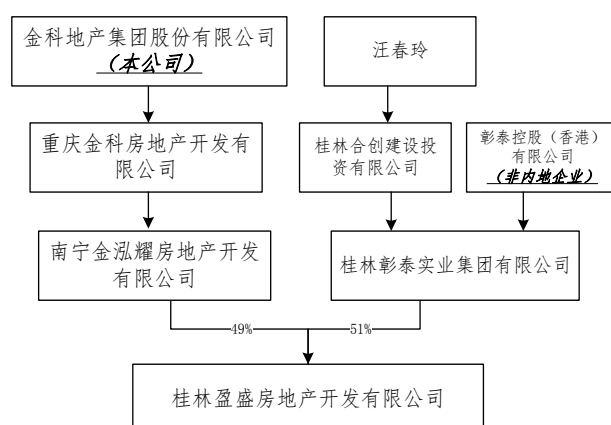 金科地产集团股份有限公司
（本公司）
汪春玲
重庆金科房地产开发有
限公司
桂林合创建设投
资有限公司
彰泰控股（香港）
有限公司
（非内地企业）
南宁金泓耀房地产开发
有限公司
桂林彰泰实业集团有限公司
49%
51%
桂林盈盛房地产开发有限公司